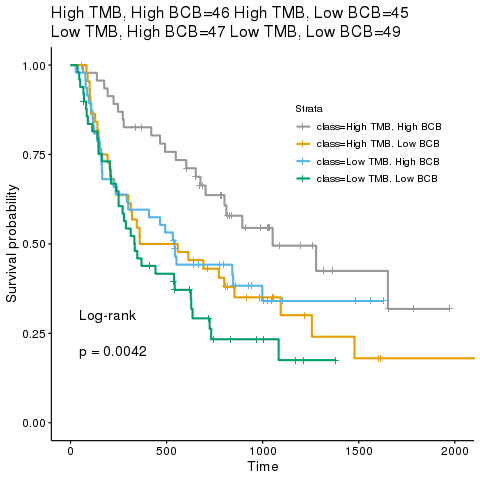 High TMB, High BCB=46 High TMB, Low BCB=45
Low TMB, High BCB=47 Low TMB, Low BCB=49
1.00
0.75
0.50
0.25
0.00
Survival probability
Strata
class=High TMB. High BCB
class=High TMB. Low BCB
class=Low TMB. High BCB
class=Low TMB. Low BCB
Log-rank
p = 0.0042
0 500 1000 1500 2000
Time